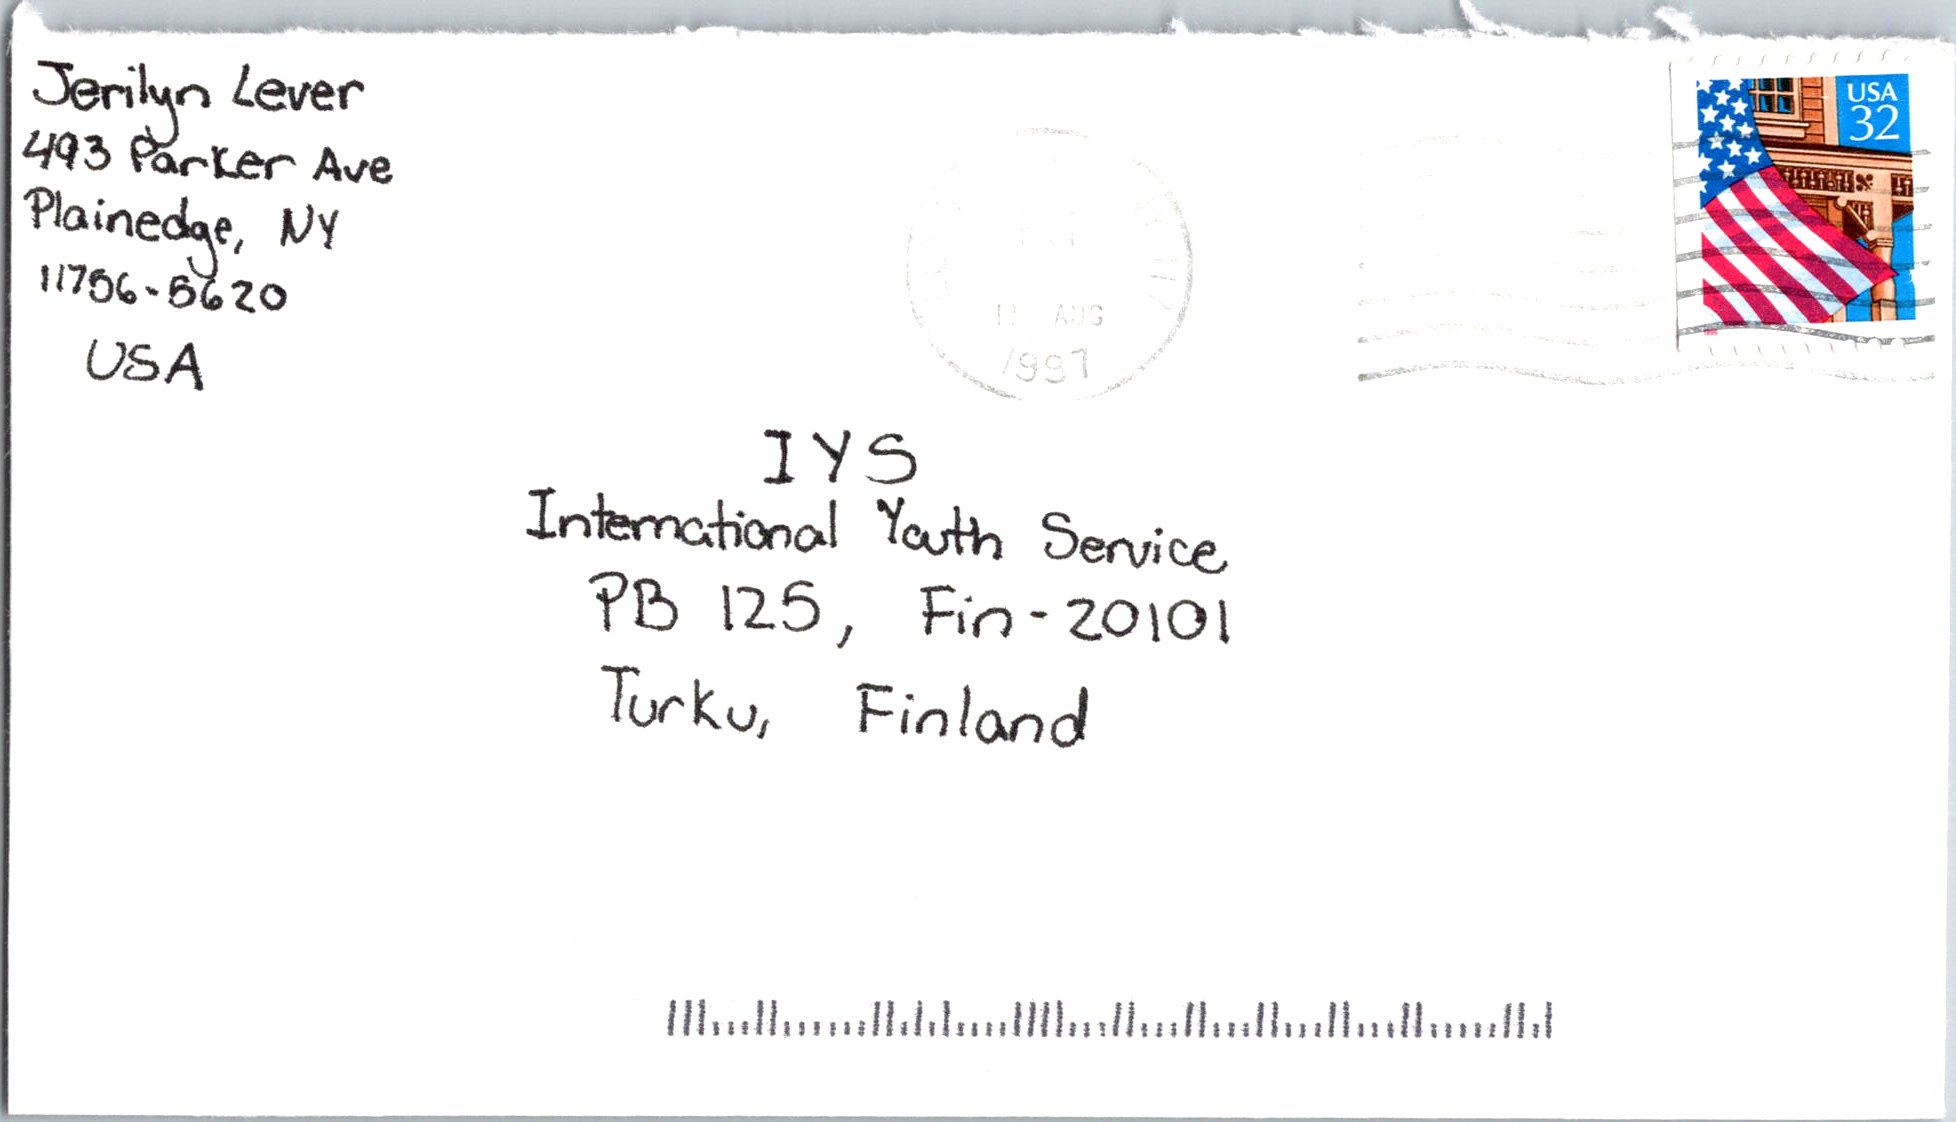 Jerilyn Lever
493 Parker Ave
Plainedge, NY
11756-5620
USA
USA
32
AUG
1997
IYS
International Youth Service
PB 125, Fin-20101
Turku, Finland